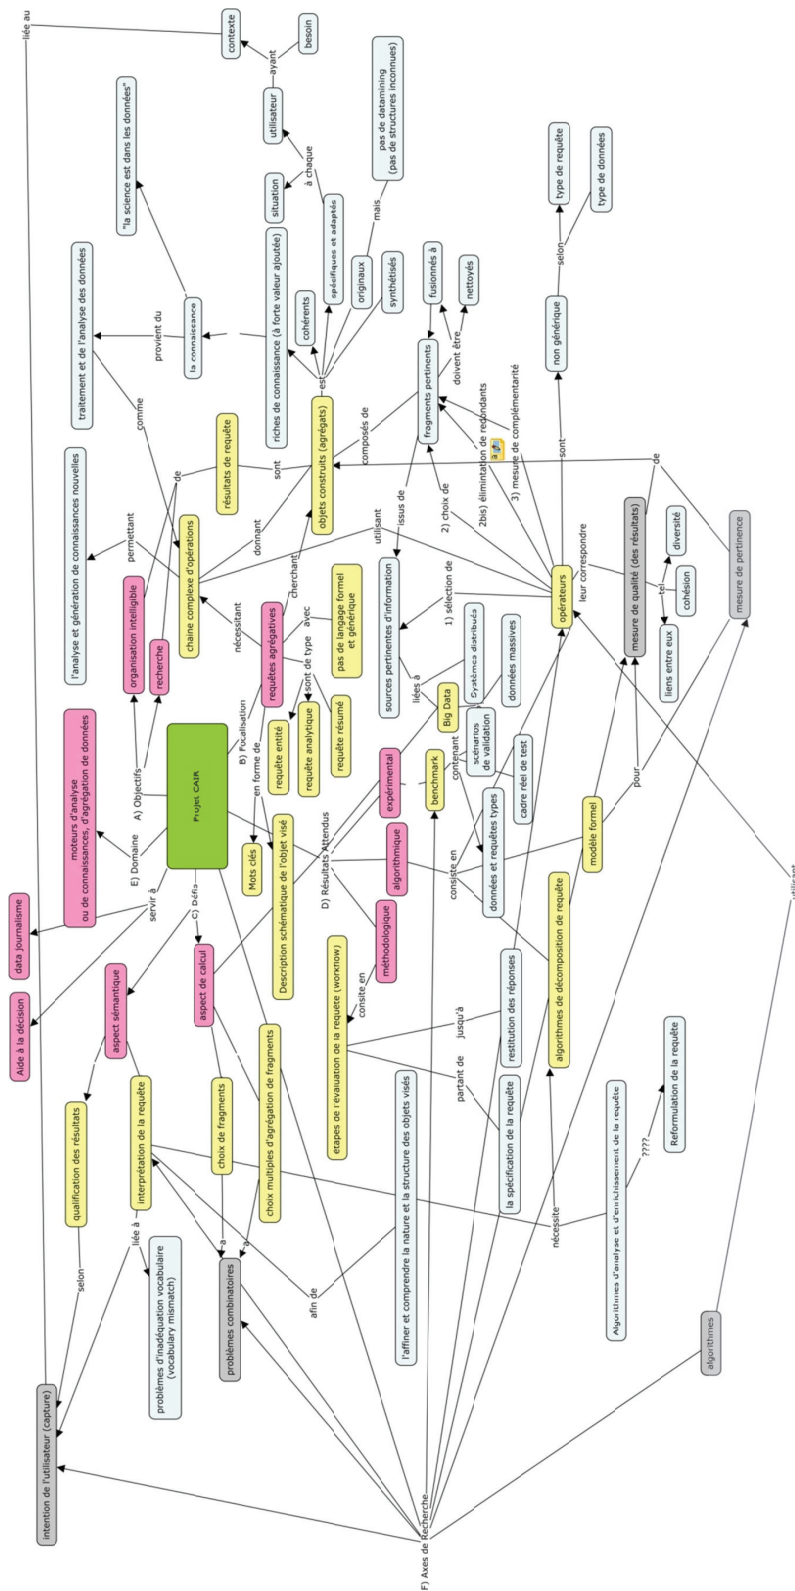 liée au
contexte
besoin
ayant
utilisateur
"la science est dans les données"
pas de datamining
(pas de structures inconnues)
à chaque
situation
type de requête
type de données
mais
spécifiques et adaptés
traitement et de l'analyse des données
provient du
la connaissance
riches de connaissance (à forte valeur ajoutée)
cohérents
originaux
synthétisés
fusionnés à
nettoyés
selon
non générique
est
doivent être
fragments pertinents
comme
l'analyse et génération de connaissances nouvelles
résultats de requête
sont
objets construits (agrégats)
composés de
2bis) élimintation de redondants
3) mesure de complémentarité
sont
de
de
permettant
donnant
utilisant
issus de
2) choix de
organisation intelligible
recherche
chaine complexe d'opérations
cherchant
nécessitant
requêtes agrégatives
avec
pas de langage formel
et générique
sources pertinentes d'information
1) sélection de
opérateurs
leur correspondre
mesure de qualité (des résultats)
tel
diversité
cohésion
liens entre eux
mesure de pertinence
sont de type
liées à
Systèmes distribués
données massives
Big Data
moteurs d'analyse
ou de connaissances, d'agrégation de données
A) Objectifs
Projet CAIR
B) Focalisation
en forme de
requête entité
requête analytique
requête résumé
expérimental
benchmark
contenant
scénarios
de validation
cadre réel de test
pour
E) Domaine
servir à
C) Défis
Mots clés
Description schématique de l'objet visé
D) Résultats Attendus
algorithmique
consiste en
données et requêtes types
modèle formel
utilisant
data journalisme
Aide à la décision
aspect sémantique
aspect de calcul
méthodologique
consite en
etapes de l'évaluation de la requête (workflow)
jusqu'à
partant de
restitution des réponses
algorithmes de décomposition de requête
qualification des résultats
interprétation de la requête
choix de fragments
choix multiples d'agrégation de fragments
l'affiner et comprendre la nature et la structure des objets visés
la spécification de la requête
Reformulation de la requête
????
Algorithmes d'analyse et d'enrichissement de la requête
nécessite
selon
liée à
a
a
problèmes d'inadéquation vocabulaire
(vocabulary mismatch)
problèmes combinatoires
afin de
algorithmes
intention de l'utilisateur (capture)
F) Axes de Recherche